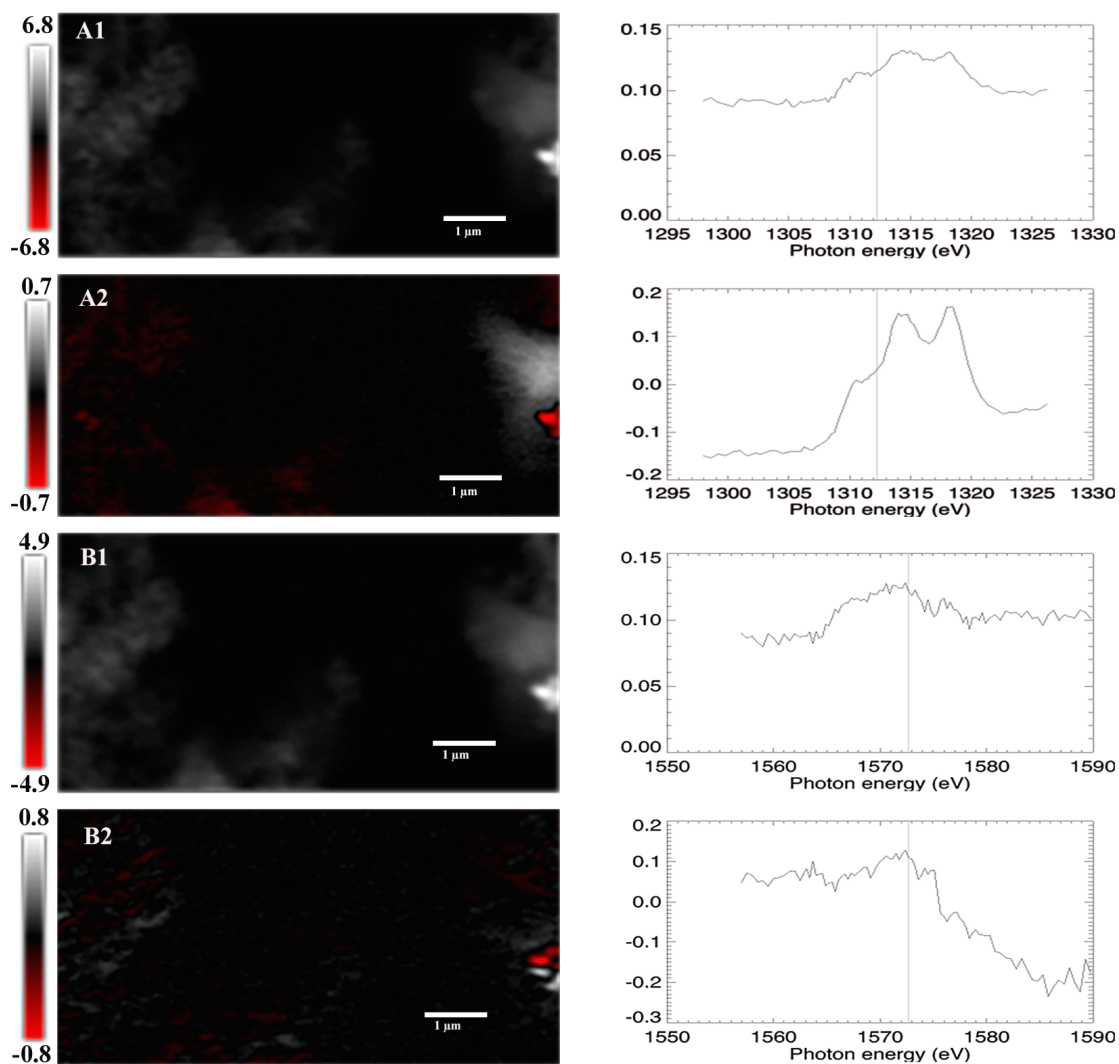 6.8
A1
-6.8
1 µm
0.15
0.10
0.05
0.00
1295 1300 1305 1310 1315 1320 1325 1330
Photon energy (eV)
0.7
A2
-0.7
1 µm
0.2
0.1
0.0
-0.1
-0.2
1295 1300 1305 1310 1315 1320 1325 1330
Photon energy (eV)
4.9
B1
-4.9
1 µm
0.15
0.10
0.05
0.00
1550 1560 1570 1580 1590
Photon energy (eV)
0.8
B2
-0.8
1 µm
0.2
0.1
0.0
-0.1
-0.2
-0.3
1550 1560 1570 1580 1590
Photon energy (eV)